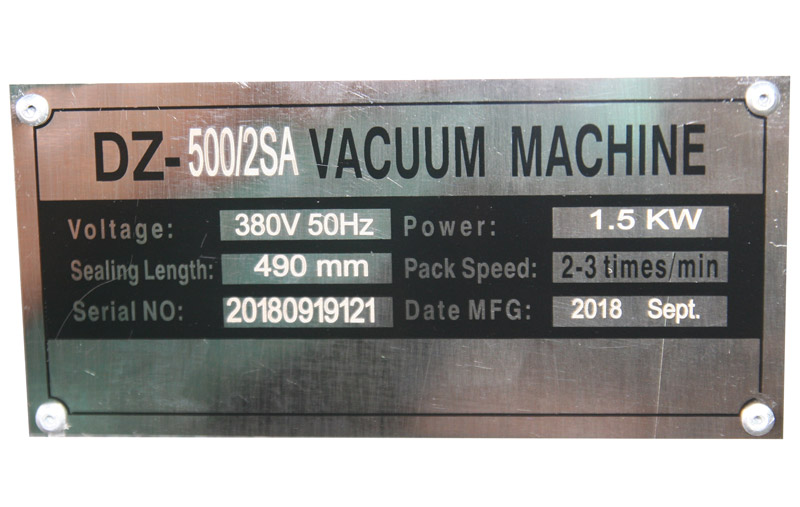 DZ-500/2SA VACUUM MACHINE
Voltage: 380V 50Hz Power: 1.5 KW
Sealing Length: 490 mm Pack Speed: 2-3 times/min
Serial NO: 20180919121 Date MFG: 2018 Sept.